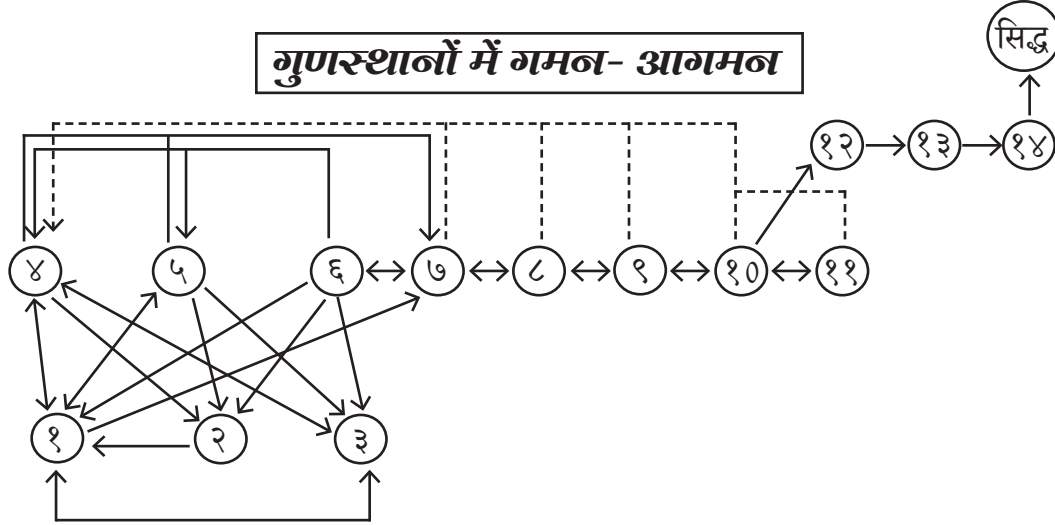 सिद्ध
गुणस्थानों में गमन- आगमन
१२ १३ १४
४ ५ ६ ७ ८ ९ १० ११
१ २ ३